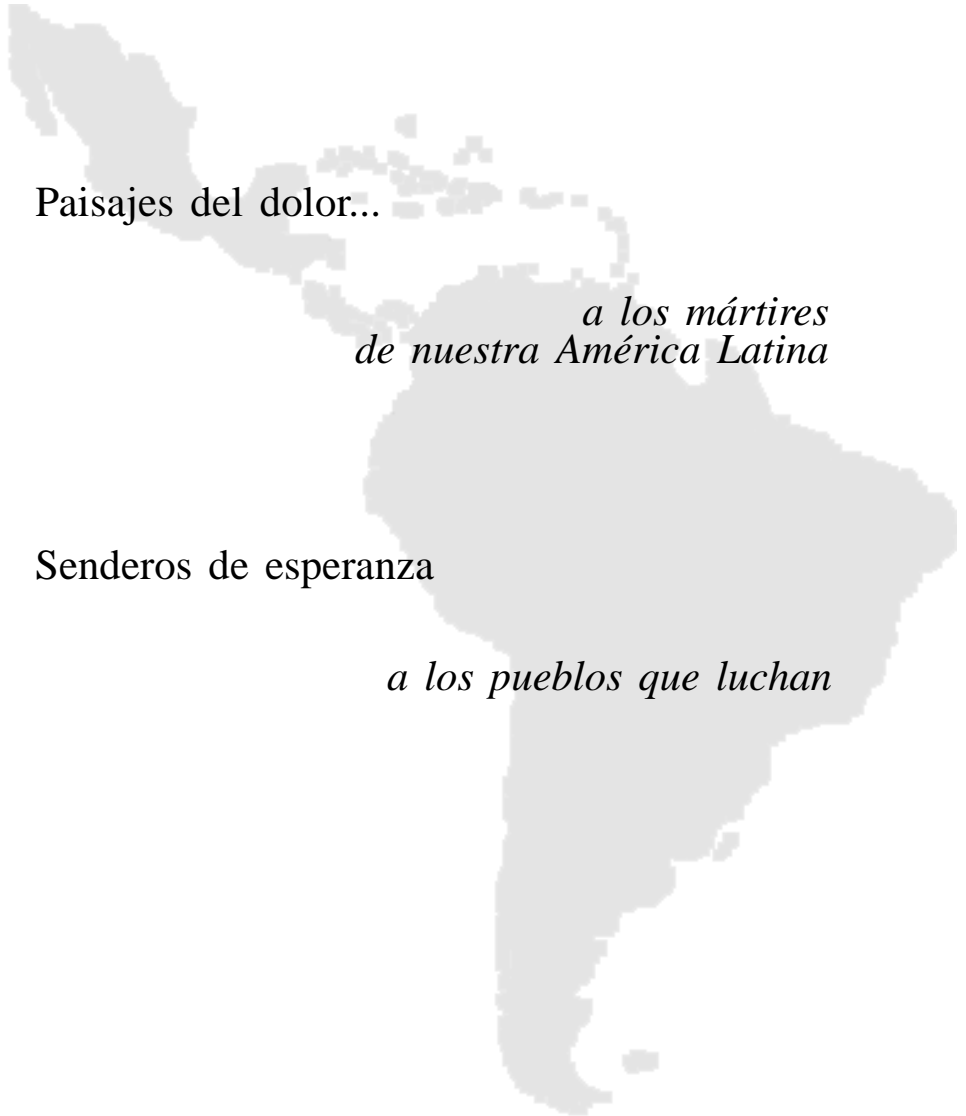 Paisajes del dolor...
a los mártires
de nuestra América Latina
Senderos de esperanza
a los pueblos que luchan